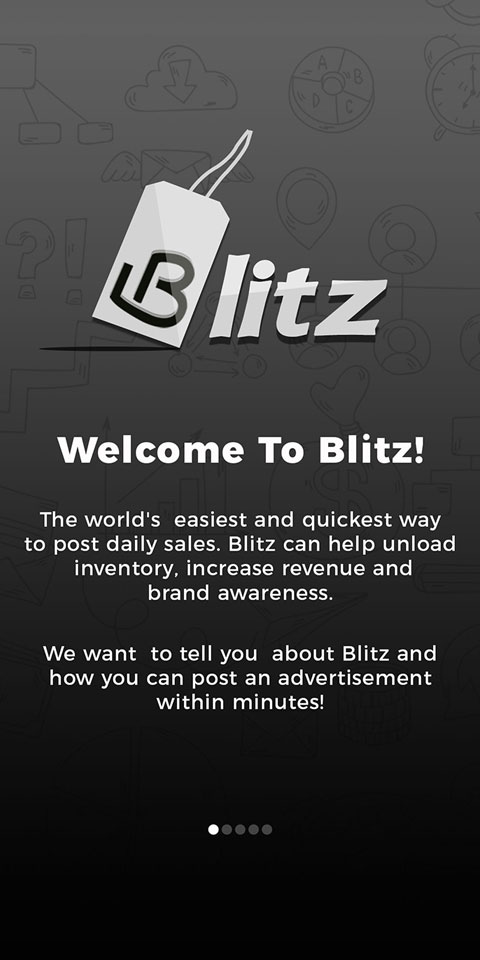 A
B
D
C
Blitz
Welcome To Blitz!
The world's  easiest and quickest way
to post daily sales. Blitz can help unload
inventory, increase revenue and
brand awareness.
We want  to tell you  about Blitz and
how you can post an advertisement
within minutes!